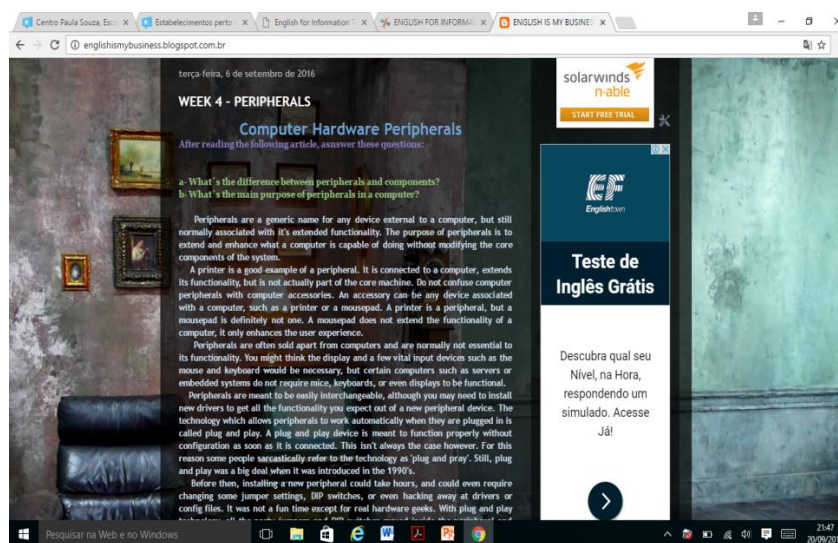 Centro Paula Souza, Esc
Estabelecimentos perto
English for Information T
ENGLISH FOR INFORMA
ENGLISH IS MY BUSINES
englishismybusiness.blogspot.com.br
terça-feira, 6 de setembro de 2016
WEEK 4 - PERIPHERALS
Computer Hardware Peripherals
After reading the following article, asnswer these questions:
a- What´s the difference between peripherals and components?
b- What´s the main purpose of peripherals in a computer?
Peripherals are a generic name for any device external to a computer, but still
normally associated with it's extended functionality. The purpose of peripherals is to
extend and enhance what a computer is capable of doing without modifying the core
components of the system.
A printer is a good example of a peripheral. It is connected to a computer, extends
its functionality, but is not actually part of the core machine. Do not confuse computer
peripherals with computer accessories. An accessory can be any device associated
with a computer, such as a printer or a mousepad. A printer is a peripheral, but a
mousepad is definitely not one. A mousepad does not extend the functionality of a
computer, it only enhances the user experience.
Peripherals are often sold apart from computers and are normally not essential to
its functionality. You might think the display and a few vital input devices such as the
mouse and keyboard would be necessary, but certain computers such as servers or
embedded systems do not require mice, keyboards, or even displays to be functional.
Peripherals are meant to be easily interchangeable, although you may need to install
new drivers to get all the functionality you expect out of a new peripheral device. The
technology which allows peripherals to work automatically when they are plugged in is
called plug and play. A plug and play device is meant to function properly without
configuration as soon as it is connected. This isn't always the case however. For this
reason some people sarcastically refer to the technology as 'plug and pray'. Still, plug
and play was a big deal when it was introduced in the 1990's.
Before then, installing a new peripheral could take hours, and could even require
changing some jumper settings, DIP switches, or even hacking away at drivers or
config files. It was not a fun time except for real hardware geeks. With plug and play
solarwinds
n-able
START FREE TRIAL
EF
Englishtown
Teste de
Inglês Grátis
Descubra qual seu
Nível, na Hora,
respondendo um
simulado. Acesse
Já!
Pesquisar na Web e no Windows
21:47